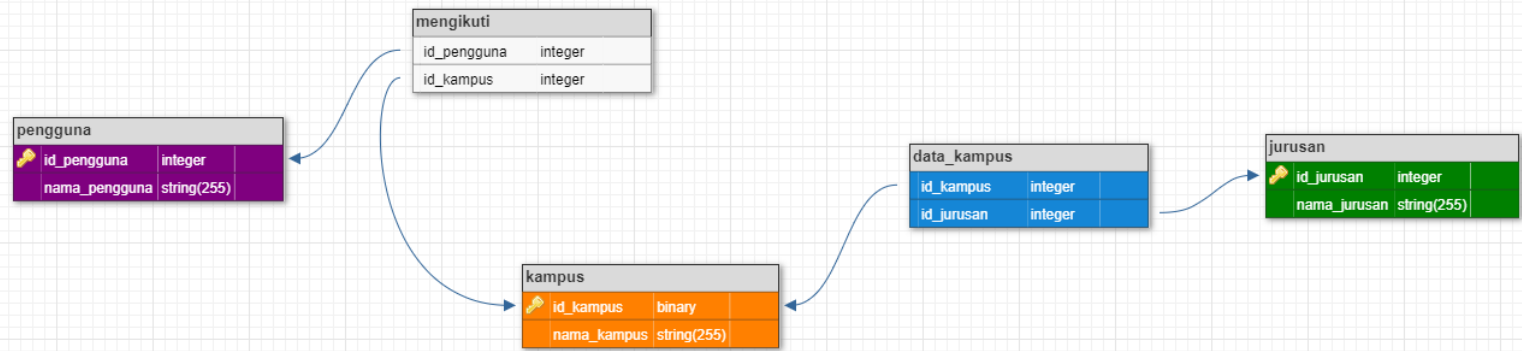 mengikuti
id_pengguna integer
id_kampus integer
pengguna
id_pengguna integer
nama_pengguna string(255)
data_kampus
id_kampus integer
id_jurusan integer
jurusan
id_jurusan integer
nama_jurusan string(255)
kampus
id_kampus binary
nama_kampus string(255)